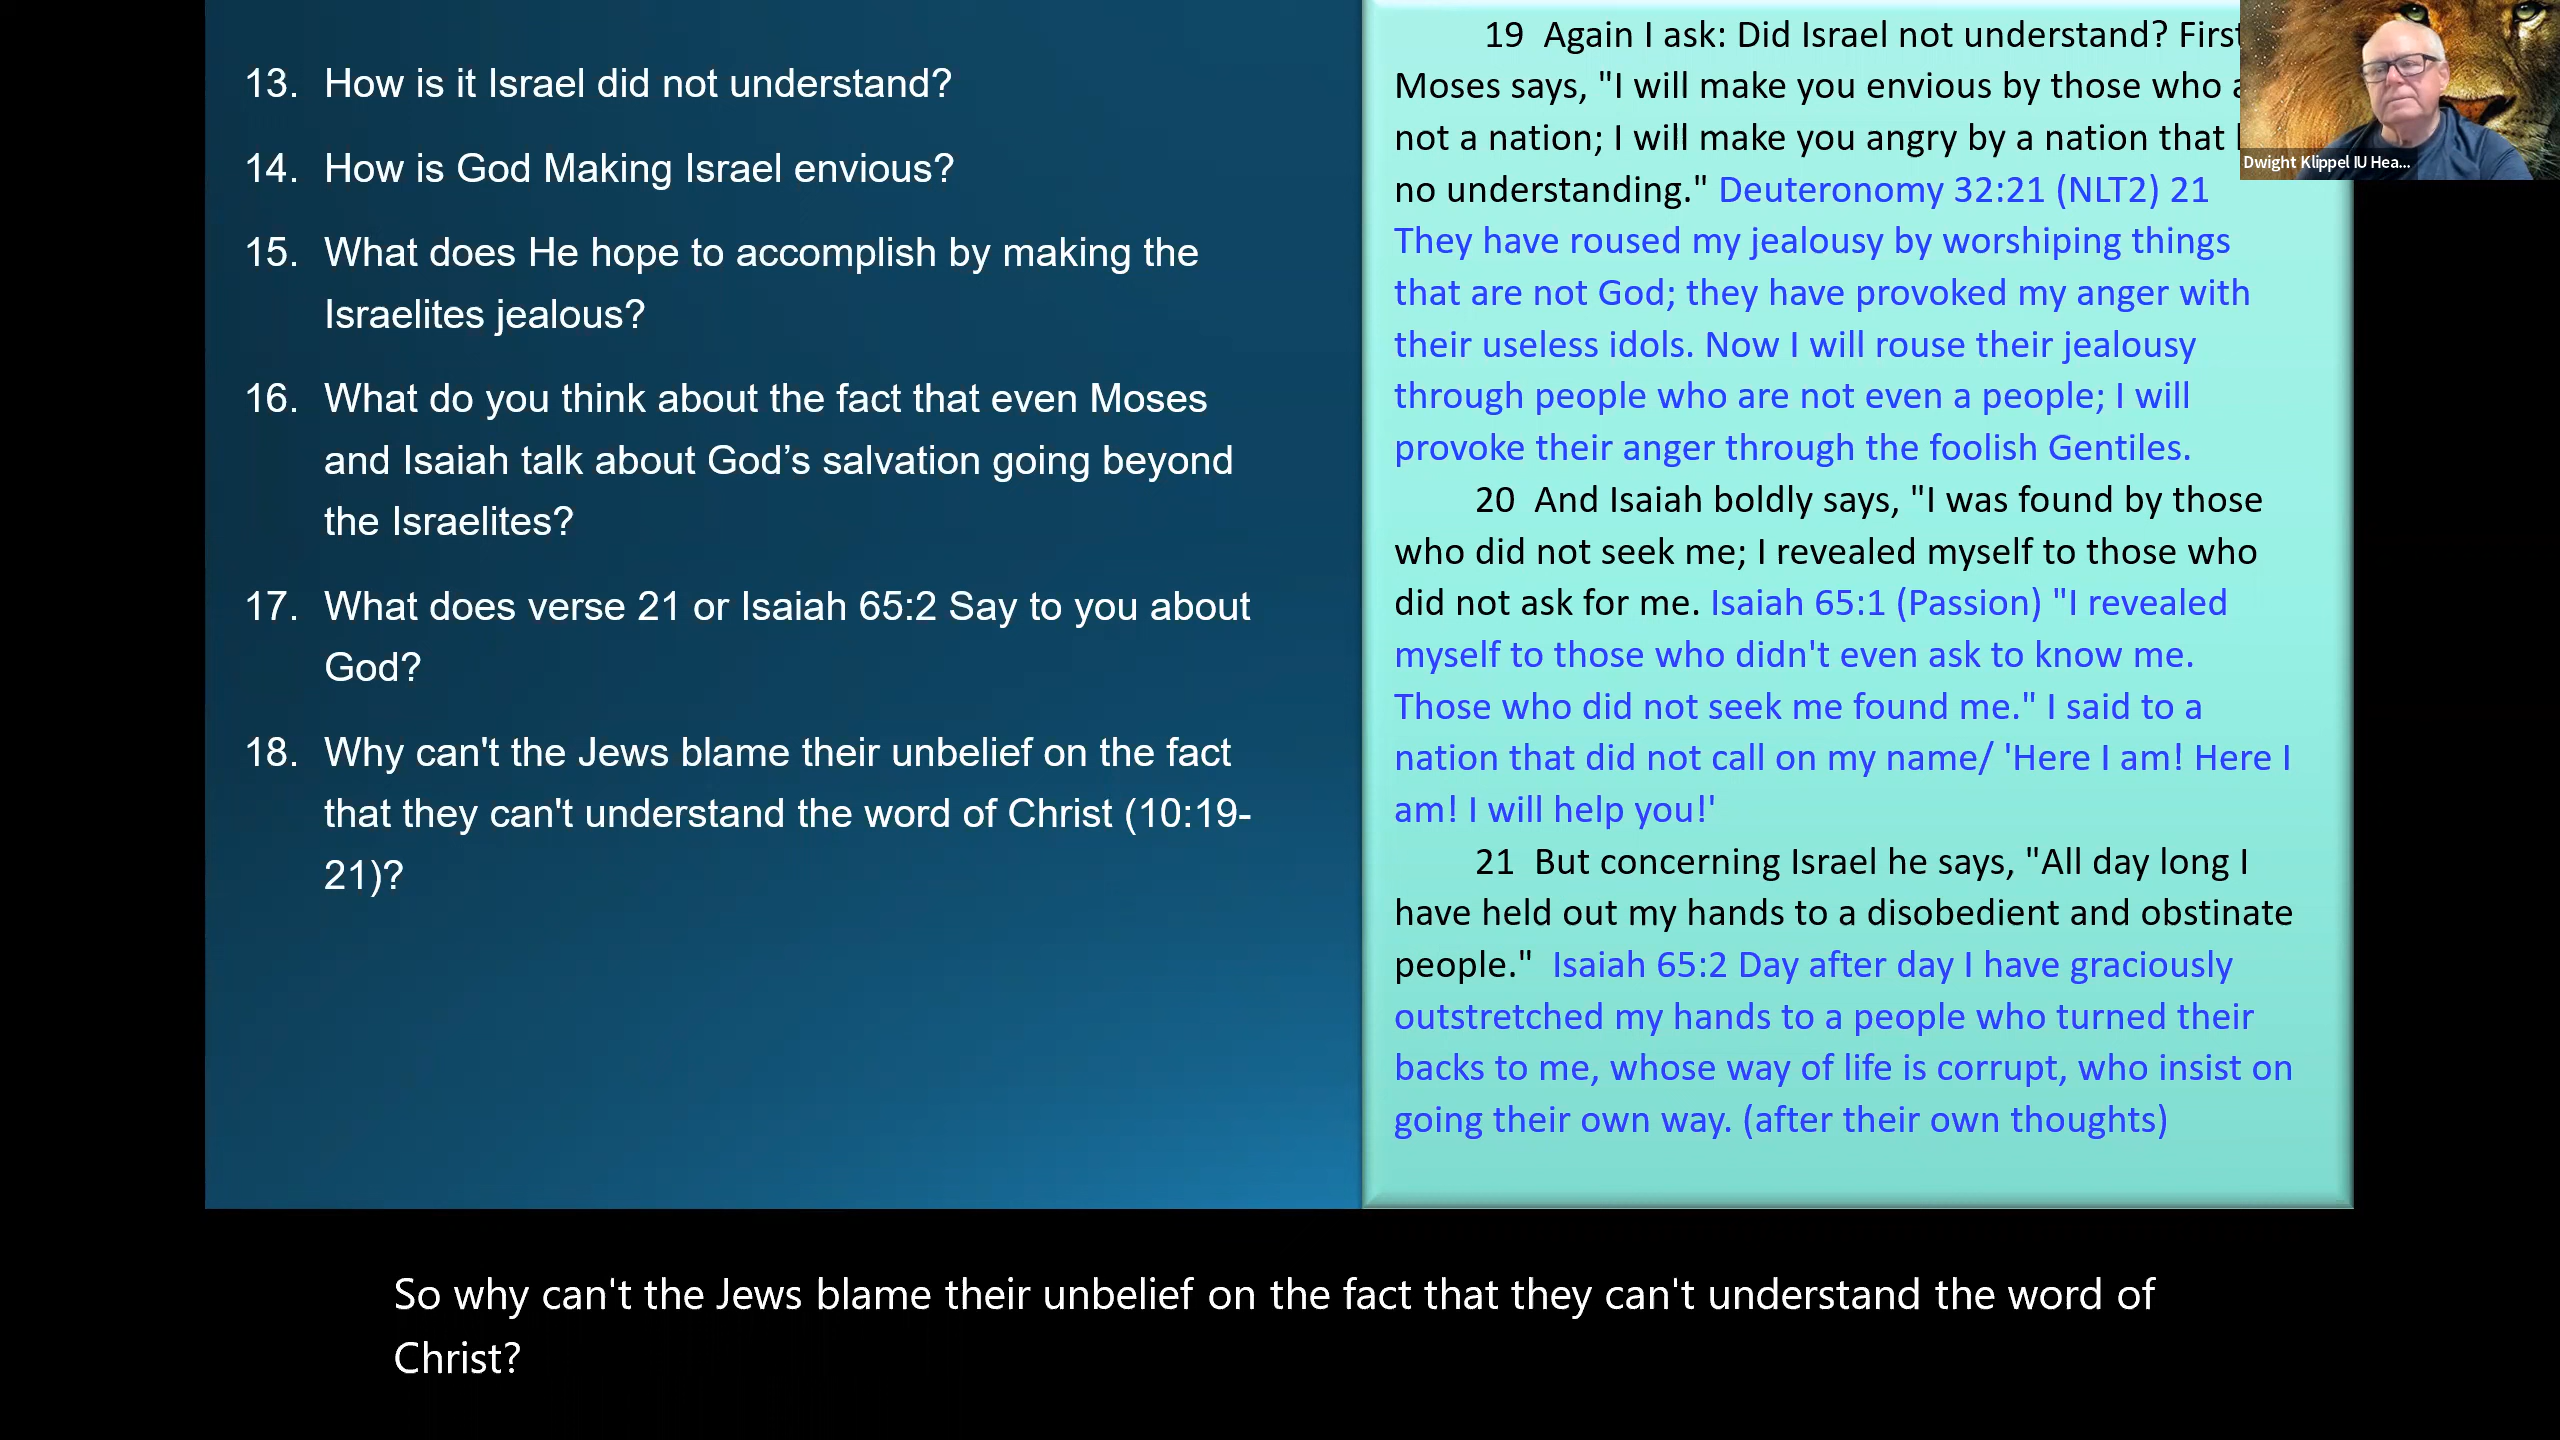 13. How is it Israel did not understand?
14. How is God Making Israel envious?
15. What does He hope to accomplish by making the
Israelites jealous?
16. What do you think about the fact that even Moses
and Isaiah talk about God’s salvation going beyond
the Israelites?
17. What does verse 21 or Isaiah 65:2 Say to you about
God?
18. Why can't the Jews blame their unbelief on the fact
that they can't understand the word of Christ (10:19-
21)?
19 Again I ask: Did Israel not understand? First
Moses says, "I will make you envious by those who
not a nation; I will make you angry by a nation that
no understanding." Deuteronomy 32:21 (NLT2) 21
They have roused my jealousy by worshiping things
that are not God; they have provoked my anger with
their useless idols. Now I will rouse their jealousy
through people who are not even a people; I will
provoke their anger through the foolish Gentiles.
20 And Isaiah boldly says, "I was found by those
who did not seek me; I revealed myself to those who
did not ask for me. Isaiah 65:1 (Passion) "I revealed
myself to those who didn't even ask to know me.
Those who did not seek me found me." I said to a
nation that did not call on my name/ 'Here I am! Here I
am! I will help you!'
21 But concerning Israel he says, "All day long I
have held out my hands to a disobedient and obstinate
people." Isaiah 65:2 Day after day I have graciously
outstretched my hands to a people who turned their
backs to me, whose way of life is corrupt, who insist on
going their own way. (after their own thoughts)
Dwight Klippel IU Hea...
So why can't the Jews blame their unbelief on the fact that they can't understand the word of
Christ?